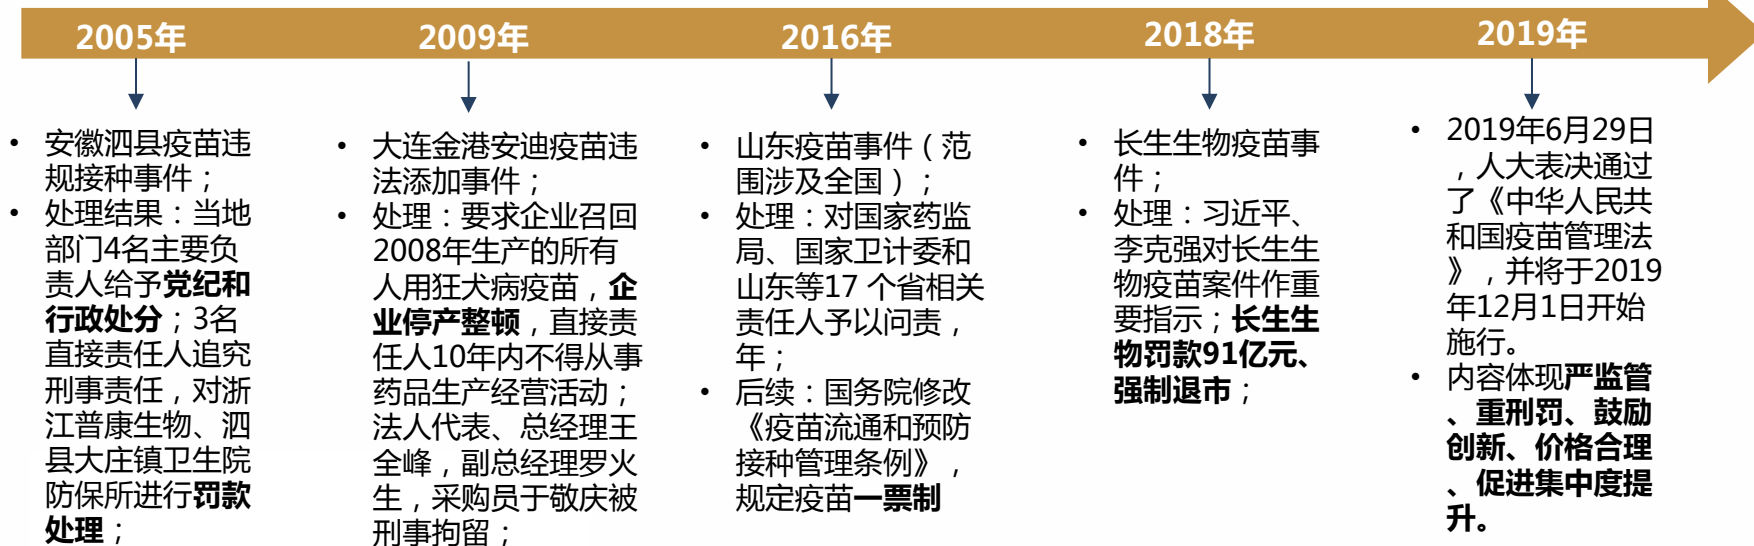 2005年
2009年
2016年
2018年
2019年
• 安徽泗县疫苗违
规接种事件；
• 处理结果：当地
部门4名主要负
责人给予党纪和
行政处分；3名
直接责任人追究
刑事责任，对浙
江普康生物、泗
县大庄镇卫生院
防保所进行罚款
处理；
• 大连金港安迪疫苗违
法添加事件；
• 处理：要求企业召回
2008年生产的所有
人用狂犬病疫苗，企
业停产整顿，直接责
任人10年内不得从事
药品生产经营活动；
法人代表、总经理王
全峰，副总经理罗火
生，采购员于敬庆被
刑事拘留；
• 山东疫苗事件（范
围涉及全国）；
• 处理：对国家药监
局、国家卫计委和
山东等17 个省相关
责任人予以问责，
年；
• 后续：国务院修改
《疫苗流通和预防
接种管理条例》，
规定疫苗一票制
• 长生生物疫苗事
件；
• 处理：习近平、
李克强对长生生
物疫苗案件作重
要指示；长生生
物罚款91亿元、
强制退市；
• 2019年6月29日
，人大表决通过
了《中华人民共
和国疫苗管理法
》，并将于2019
年12月1日开始
施行。
• 内容体现严监管
、重刑罚、鼓励
创新、价格合理
、促进集中度提
升。